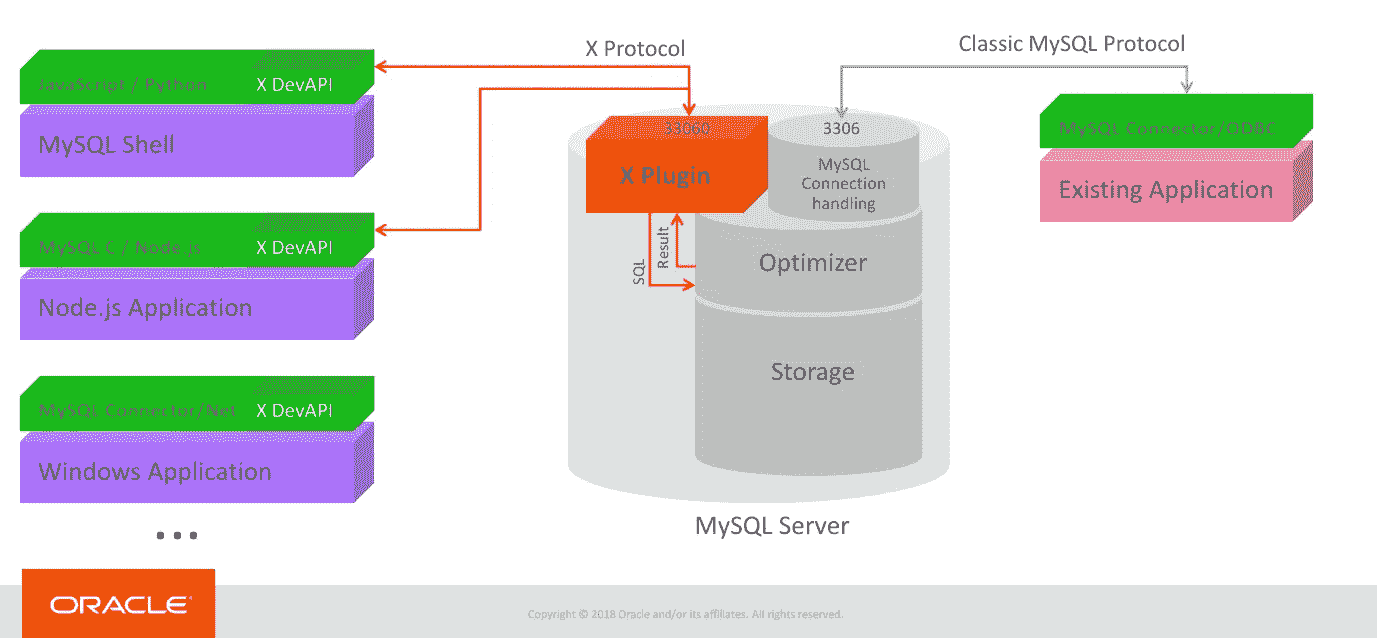 X Protocol
Classic MySQL Protocol
JavaScript / Python
X DevAPI
MySQL Shell
MySQL C / Node.js
X DevAPI
Node.js Application
MySQL Connector/Net
X DevAPI
Windows Application
...
33060
X Plugin
SQL
Result
3306
MySQL
Connection
handling
Optimizer
Storage
MySQL Server
MySQL Connector/ODBC
Existing Application
ORACLE®
Copyright © 2018 Oracle and/or its affiliates. All rights reserved.